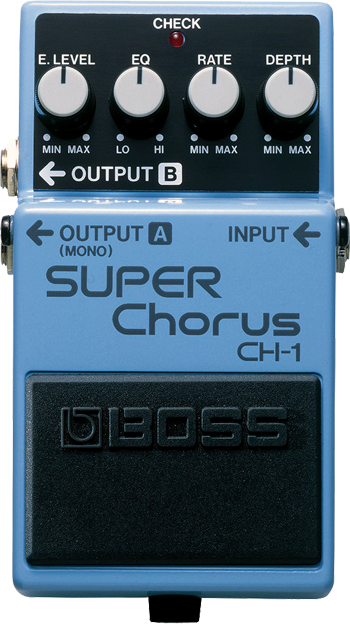 CHECK
E. LEVEL EQ RATE DEPTH
MIN MAX LO HI MIN MAX MIN MAX
← OUTPUT B
← OUTPUT A INPUT ←
(MONO)
SUPER
Chorus
CH-1
BOSS